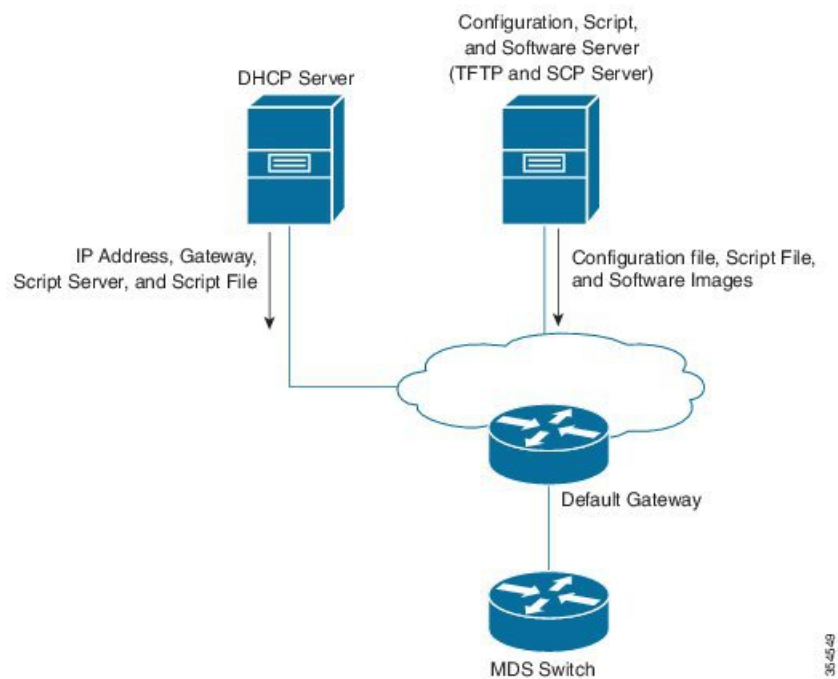 Configuration, Script,
and Software Server
(TFTP and SCP Server)
DHCP Server
IP Address, Gateway,
Script Server, and Script File
Configuration file, Script File,
and Software Images
Default Gateway
MDS Switch
354549